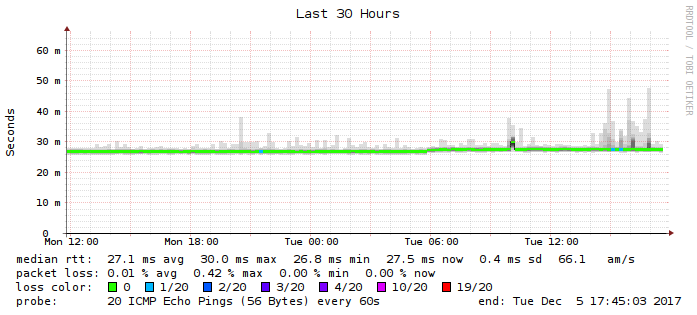 Last 30 Hours
RRDTOOL / TOBI OETIKER
Seconds
60 m
50 m
40 m
30 m
20 m
10 m
0
Mon 12:00 Mon 18:00 Tue 00:00 Tue 06:00 Tue 12:00
median rtt: 27.1 ms avg 30.0 ms max 26.8 ms min 27.5 ms now 0.4 ms sd 66.1 am/s
packet loss: 0.01 % avg 0.42 % max 0.00 % min 0.00 % now
loss color: 0 1/20 2/20 3/20 4/20 10/20 19/20
probe: 20 ICMP Echo Pings (56 Bytes) every 60s end: Tue Dec 5 17:45:03 2017